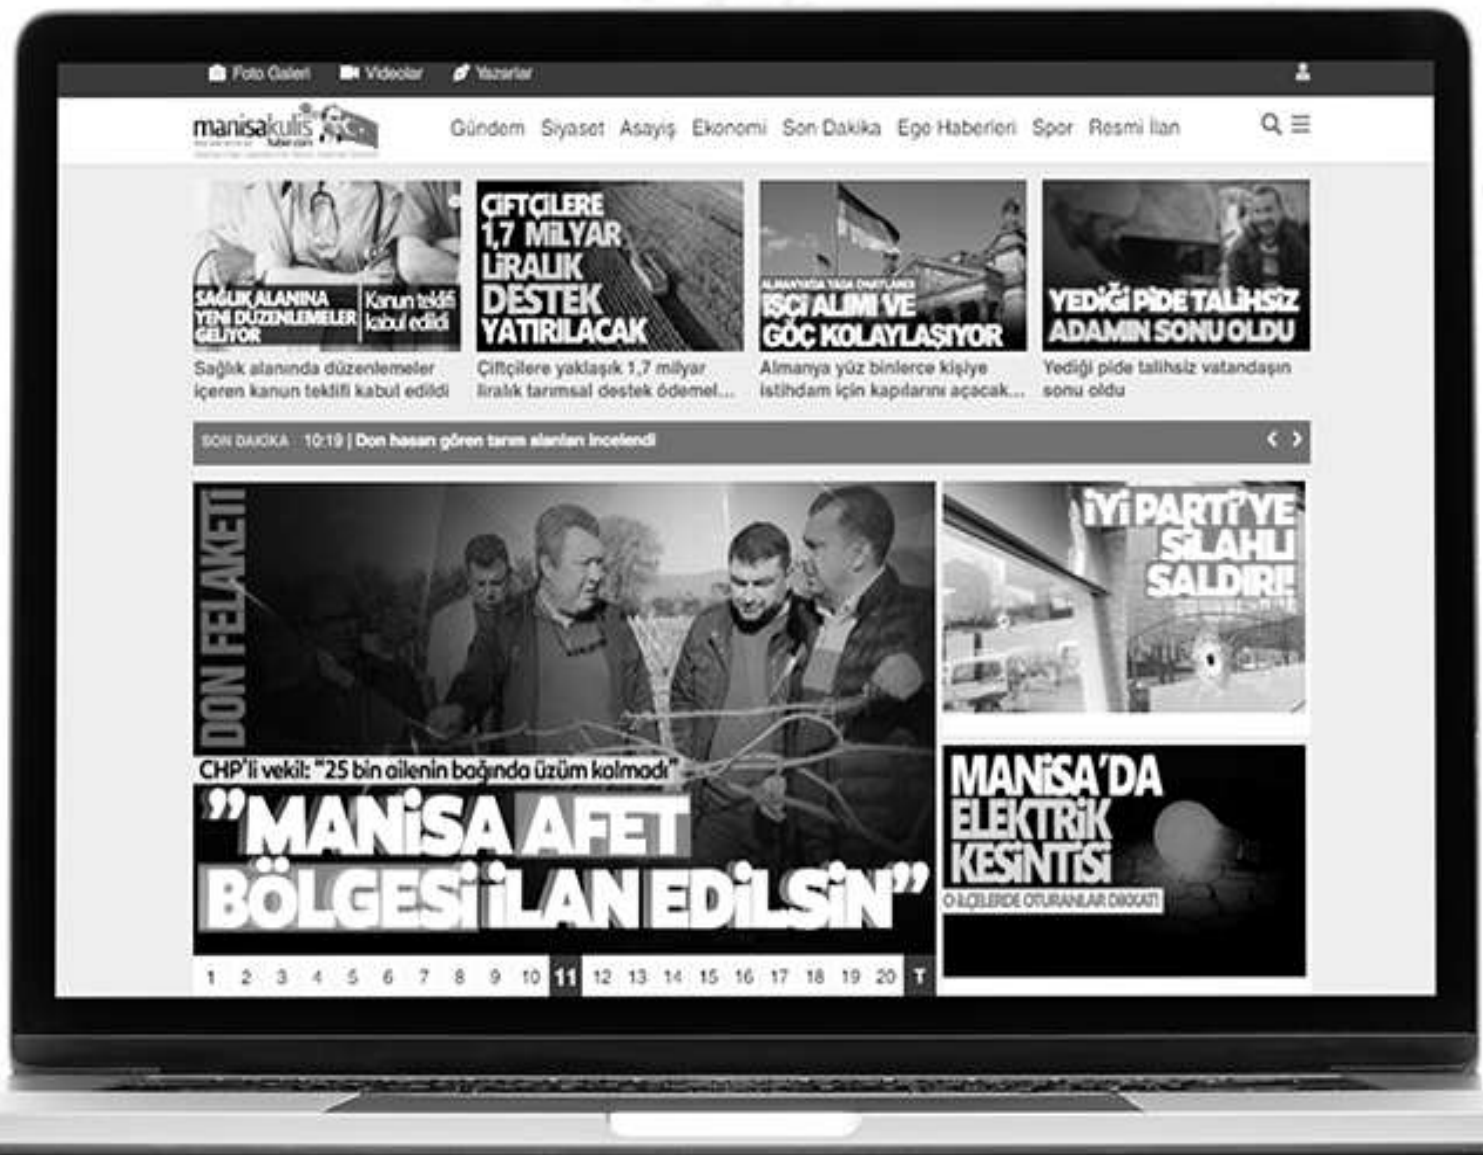 Foto Galeri Videolar Yazarlar
manisakulis
haber.com
Gündem Siyaset Asayiş Ekonomi Son Dakika Ege Haberleri Spor Resmi İlan
SAĞLIK ALANINA
YENİ DÜZENLEMELER
GELİYOR
Kanun teklifi
kabul edildi
Sağlık alanında düzenlemeler
içeren kanun teklifi kabul edildi
ÇİFTÇİLERE
1,7 MİLYAR
LİRALIK
DESTEK
YATIRILACAK
Çiftçilere yaklaşık 1,7 milyar
liralık tarımsal destek ödemel...
ALMANYA'DA YASA ONAYLANDI
İŞÇİ ALIMI VE
GÖÇ KOLAYLAŞIYOR
Almanya yüz binlerce kişiye
istihdam için kapılarını açacak...
YEDİĞİ PİDE TALİHSİZ
ADAMIN SONU OLDU
Yediği pide talihsiz vatandaşın
sonu oldu
SON DAKİKA 10:19 | Don hasarı gören tarım alanları incelendi
DON FELAKETİ
CHP'li vekil: "25 bin ailenin bağında üzüm kalmadı"
"MANİSA AFET
BÖLGESİ İLAN EDİLSİN"
1 2 3 4 5 6 7 8 9 10 11 12 13 14 15 16 17 18 19 20 T
İYİ PARTİ'YE
SİLAHLI
SALDIRI!
MANİSA'DA
ELEKTRİK
KESİNTİSİ
O İLÇELERDE OTURANLAR DİKKAT!